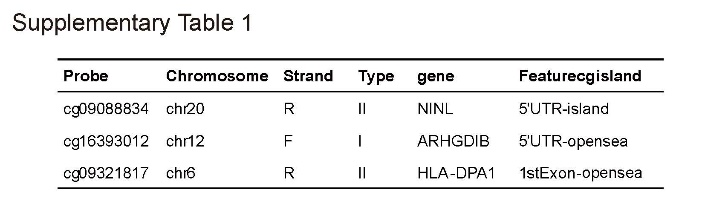 Supplementary Table 1
Probe Chromosome Strand Type gene Featurecgisland
cg09088834 chr20 R II NINL 5'UTR-island
cg16393012 chr12 F I ARHGDIB 5'UTR-opensea
cg09321817 chr6 R II HLA-DPA1 1stExon-opensea